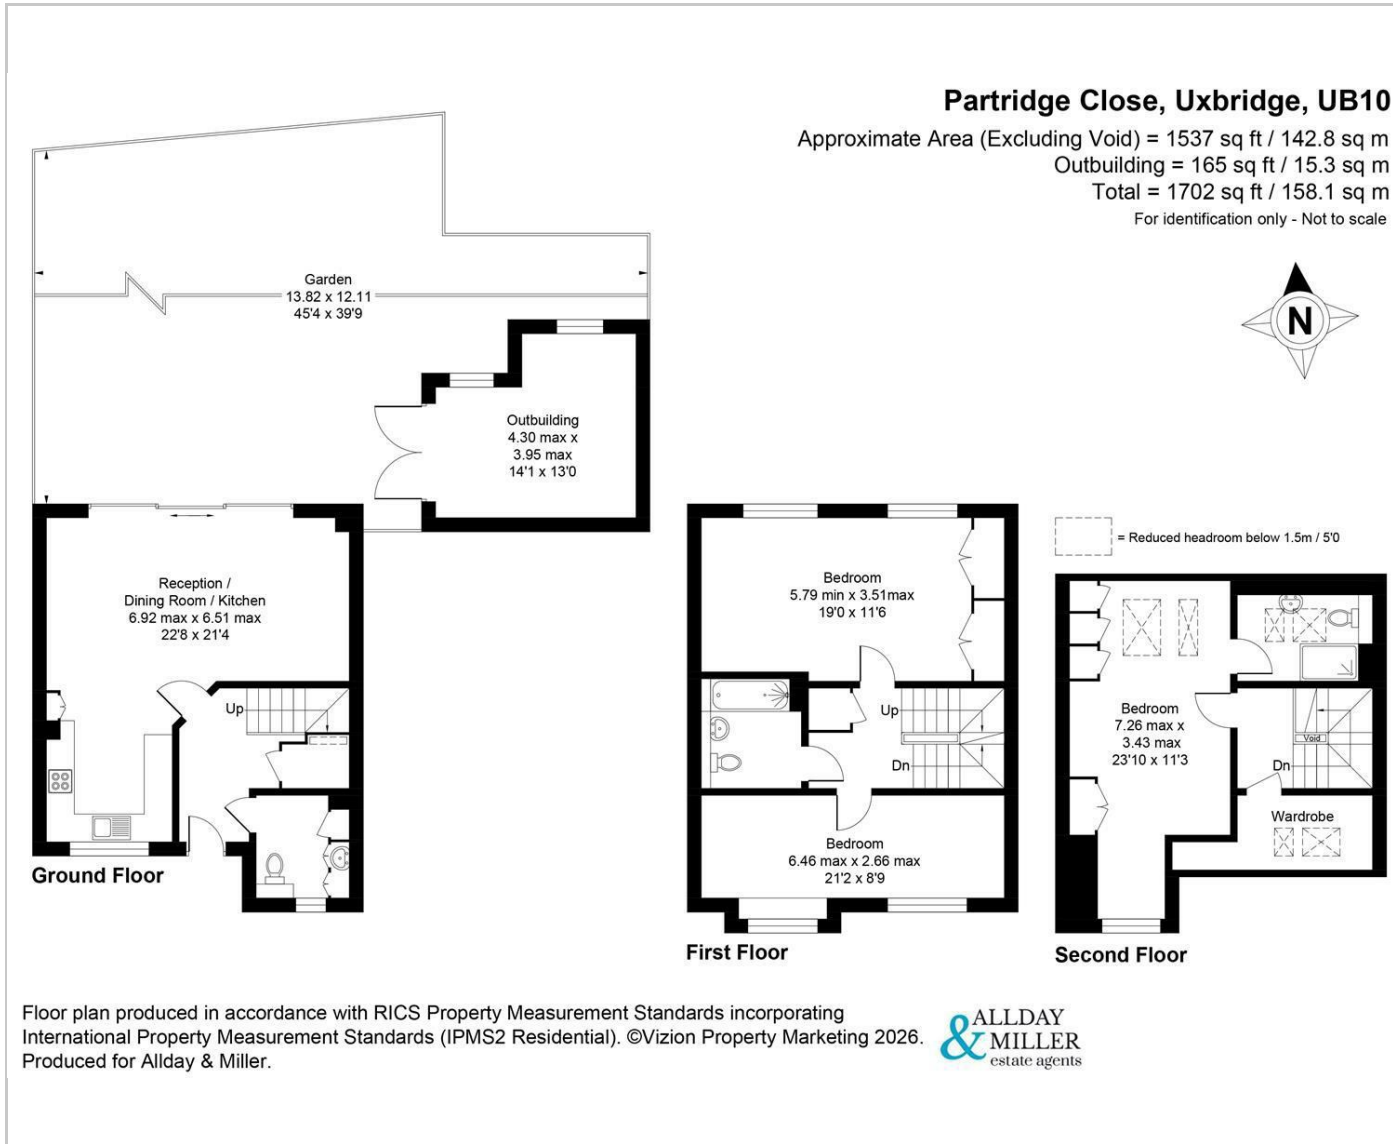 Partridge Close, Uxbridge, UB10
Approximate Area (Excluding Void) = 1537 sq ft / 142.8 sq m
Outbuilding = 165 sq ft / 15.3 sq m
Total = 1702 sq ft / 158.1 sq m
For identification only - Not to scale
N
Garden
13.82 x 12.11
45'4 x 39'9
Outbuilding
4.30 max x
3.95 max
14'1 x 13'0
Reception /
Dining Room / Kitchen
6.92 max x 6.51 max
22'8 x 21'4
Up
Ground Floor
Bedroom
5.79 min x 3.51max
19'0 x 11'6
Up
Dn
Bedroom
6.46 max x 2.66 max
21'2 x 8'9
First Floor
= Reduced headroom below 1.5m / 5'0
Bedroom
7.26 max x
3.43 max
23'10 x 11'3
Void
Dn
Wardrobe
Second Floor
Floor plan produced in accordance with RICS Property Measurement Standards incorporating
International Property Measurement Standards (IPMS2 Residential). ©Vizion Property Marketing 2026.
Produced for Allday & Miller.
ALLDAY
& MILLER
estate agents